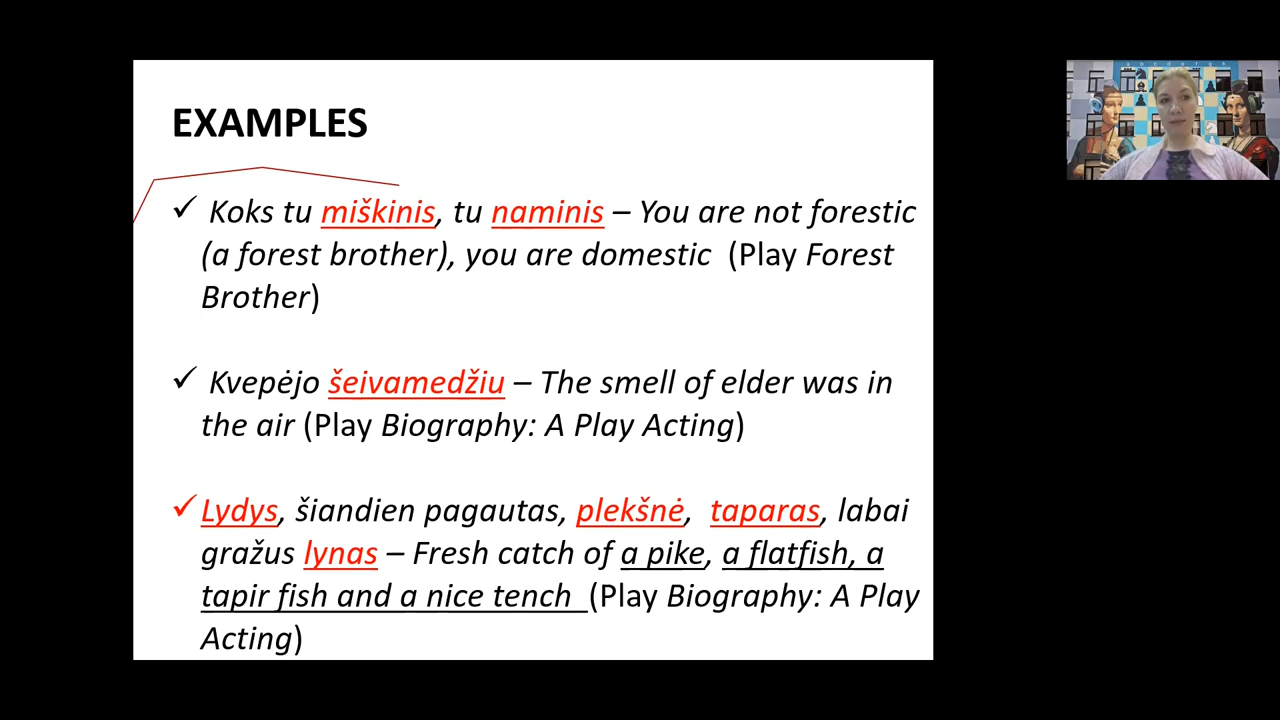 EXAMPLES
✓ Koks tu miškinis, tu naminis – You are not forestic
(a forest brother), you are domestic (Play Forest
Brother)
✓ Kvepėjo šeivamedžiu – The smell of elder was in
the air (Play Biography: A Play Acting)
✓ Lydys, šiandien pagautas, plekšnė, taparas, labai
gražus lynas – Fresh catch of a pike, a flatfish, a
tapir fish and a nice tench (Play Biography: A Play
Acting)